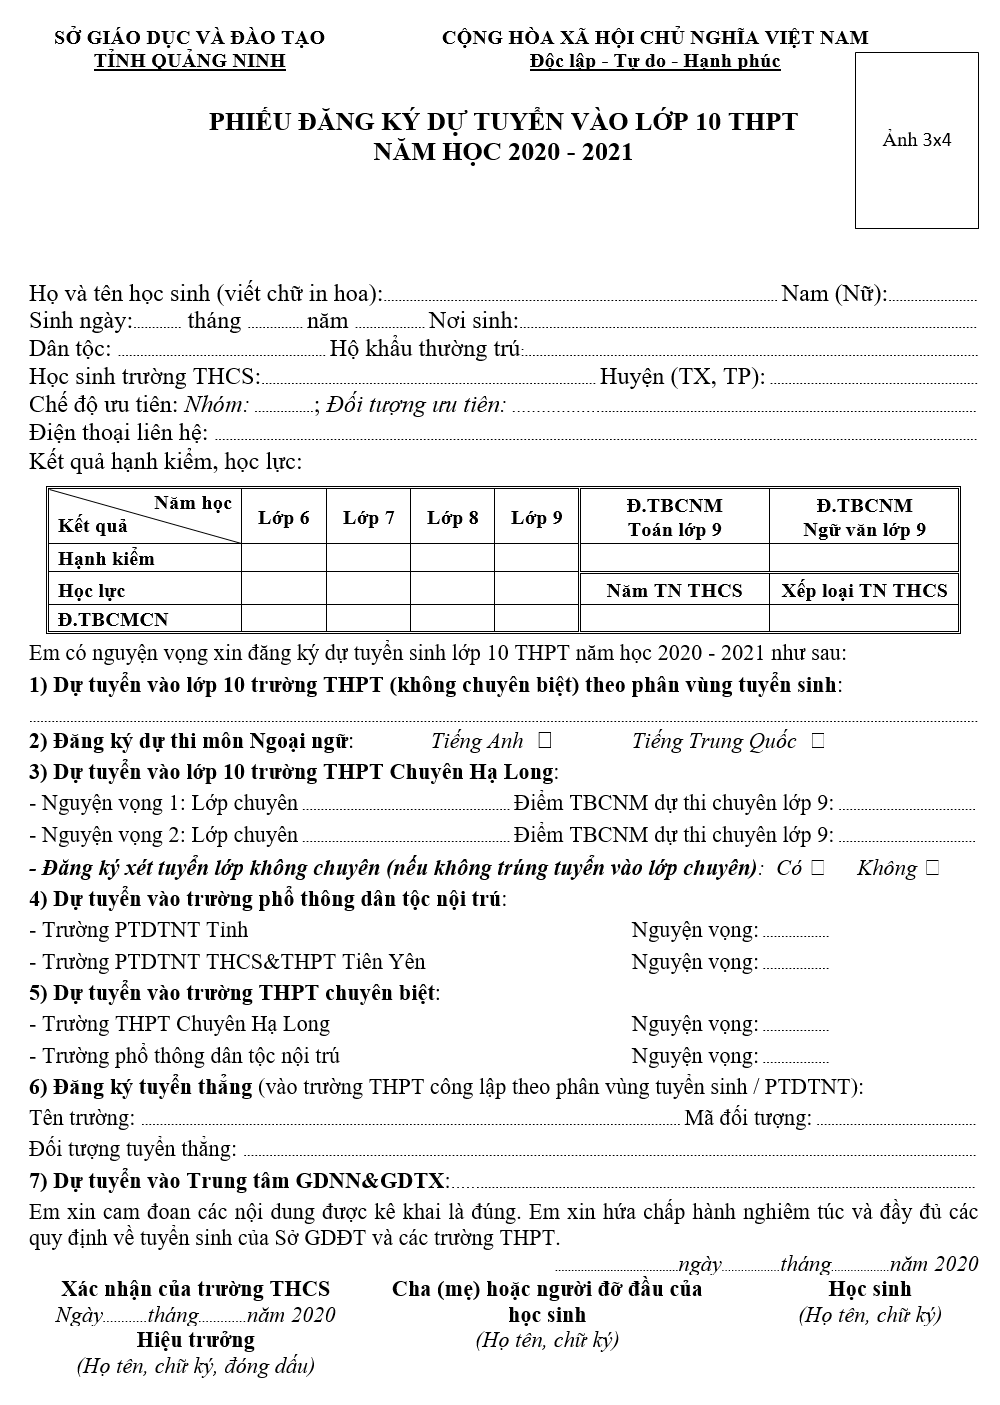 SỞ GIÁO DỤC VÀ ĐÀO TẠO
TỈNH QUẢNG NINH
CỘNG HÒA XÃ HỘI CHỦ NGHĨA VIỆT NAM
Độc lập - Tự do - Hạnh phúc
PHIẾU ĐĂNG KÝ DỰ TUYỂN VÀO LỚP 10 THPT
NĂM HỌC 2020 - 2021
Ảnh 3x4
Họ và tên học sinh (viết chữ in hoa):.............................. Nam (Nữ):..............
Sinh ngày:............ tháng ............ năm ............ Nơi sinh:..............................
Dân tộc: .............................. Hộ khẩu thường trú:..............................
Học sinh trường THCS:.............................. Huyện (TX, TP): ..............................
Chế độ ưu tiên: Nhóm: ............; Đối tượng ưu tiên: ..............................
Điện thoại liên hệ: ..............................
Kết quả hạnh kiểm, học lực:
Năm học
Kết quả
Lớp 6 Lớp 7 Lớp 8 Lớp 9
Đ.TBCNM
Toán lớp 9
Đ.TBCNM
Ngữ văn lớp 9
Hạnh kiểm
Học lực Năm TN THCS Xếp loại TN THCS
Đ.TBCMCN
Em có nguyện vọng xin đăng ký dự tuyển sinh lớp 10 THPT năm học 2020 - 2021 như sau:
1) Dự tuyển vào lớp 10 trường THPT (không chuyên biệt) theo phân vùng tuyển sinh:
..............................
2) Đăng ký dự thi môn Ngoại ngữ: Tiếng Anh ☐ Tiếng Trung Quốc ☐
3) Dự tuyển vào lớp 10 trường THPT Chuyên Hạ Long:
- Nguyện vọng 1: Lớp chuyên .............................. Điểm TBCNM dự thi chuyên lớp 9: ..............................
- Nguyện vọng 2: Lớp chuyên .............................. Điểm TBCNM dự thi chuyên lớp 9: ..............................
- Đăng ký xét tuyển lớp không chuyên (nếu không trúng tuyển vào lớp chuyên): Có ☐ Không ☐
4) Dự tuyển vào trường phổ thông dân tộc nội trú:
- Trường PTDTNT Tỉnh Nguyện vọng: ..................
- Trường PTDTNT THCS&THPT Tiên Yên Nguyện vọng: ..................
5) Dự tuyển vào trường THPT chuyên biệt:
- Trường THPT Chuyên Hạ Long Nguyện vọng: ..................
- Trường phổ thông dân tộc nội trú Nguyện vọng: ..................
6) Đăng ký tuyển thẳng (vào trường THPT công lập theo phân vùng tuyển sinh / PTDTNT):
Tên trường: .............................. Mã đối tượng: ..............................
Đối tượng tuyển thẳng: ..............................
7) Dự tuyển vào Trung tâm GDNN&GDTX:..............................
Em xin cam đoan các nội dung được kê khai là đúng. Em xin hứa chấp hành nghiêm túc và đầy đủ các
quy định về tuyển sinh của Sở GDĐT và các trường THPT.
..............................ngày...............tháng...............năm 2020
Xác nhận của trường THCS
Ngày............tháng............năm 2020
Hiệu trưởng
(Họ tên, chữ ký, đóng dấu)
Cha (mẹ) hoặc người đỡ đầu của
học sinh
(Họ tên, chữ ký)
Học sinh
(Họ tên, chữ ký)